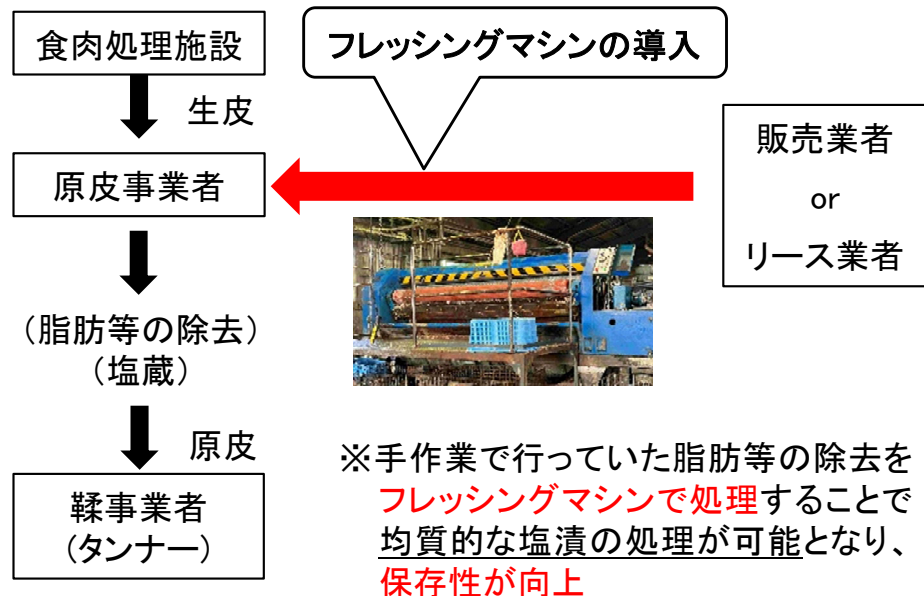 食肉処理施設
フレッシングマシンの導入
生皮
販売業者
or
リース業者
原皮事業者
(脂肪等の除去)
(塩蔵)
原皮
鞣事業者
(タンナー)
※手作業で行っていた脂肪等の除去を
フレッシングマシンで処理することで
均質的な塩漬の処理が可能となり、
保存性が向上